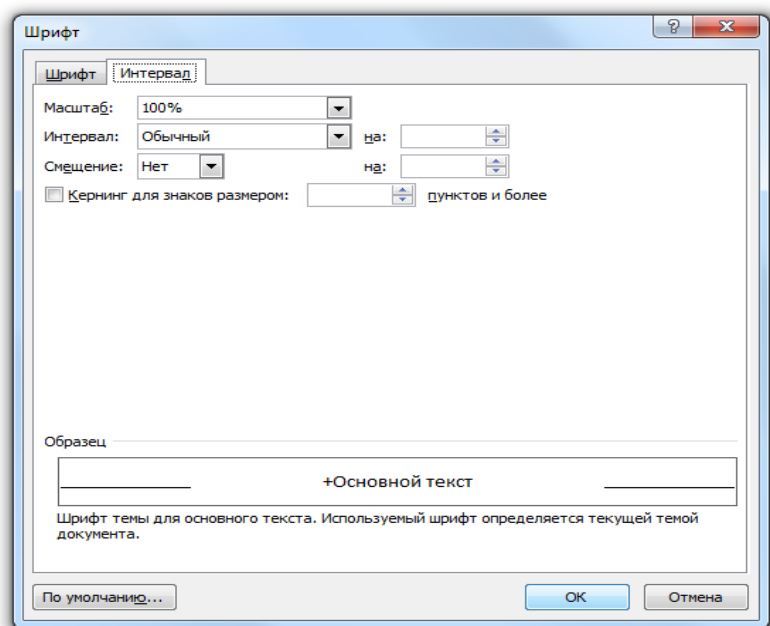 Шрифт
Шрифт Интервал
Масштаб: 100%
Интервал: Обычный на:
Смещение: Нет на:
Кернинг для знаков размером: пунктов и более
Образец
+Основной текст
Шрифт темы для основного текста. Используемый шрифт определяется текущей темой
документа.
По умолчанию... ОК Отмена